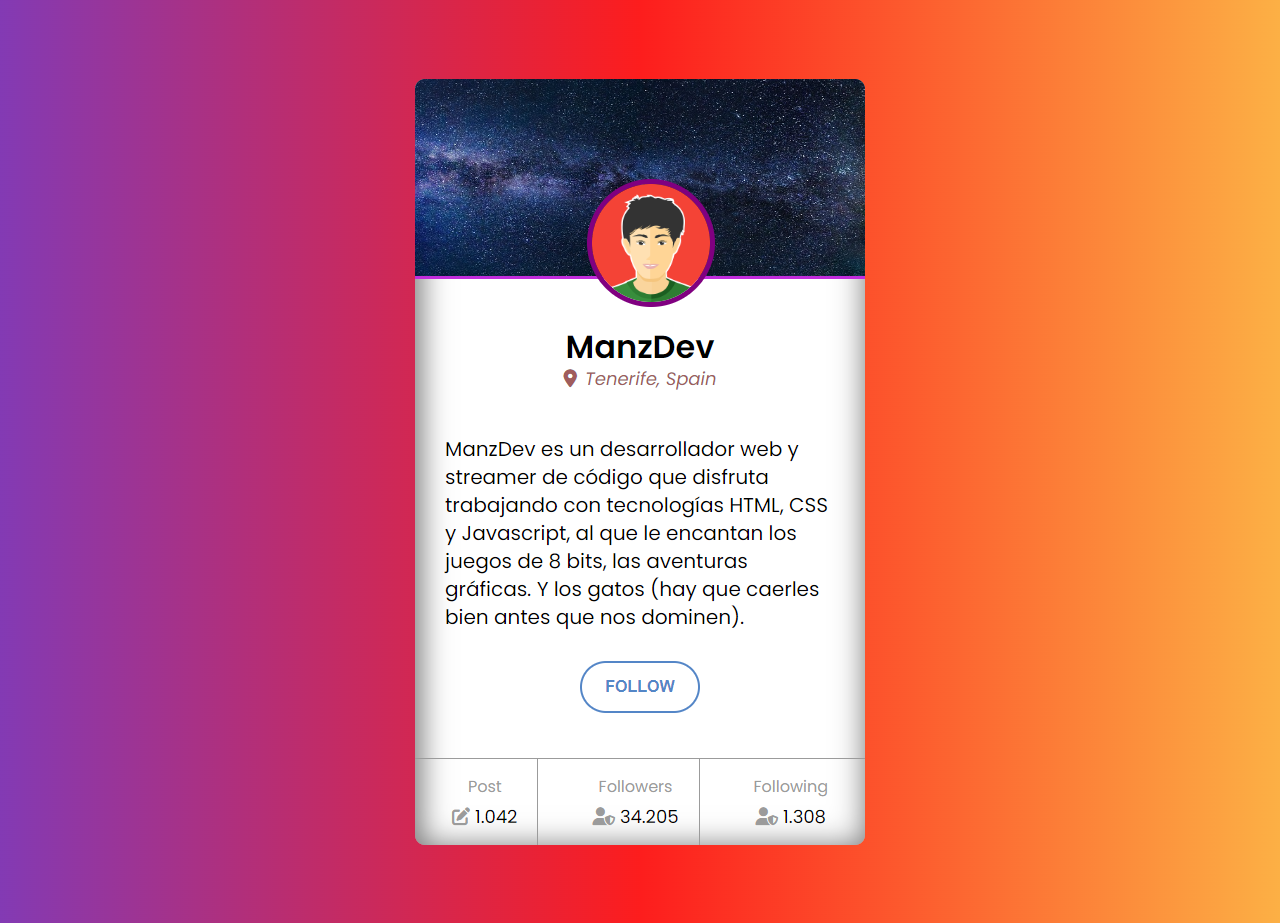 ManzDev
Tenerife, Spain
ManzDev es un desarrollador web y
streamer de código que disfruta
trabajando con tecnologías HTML, CSS
y Javascript, al que le encantan los
juegos de 8 bits, las aventuras
gráficas. Y los gatos (hay que caerles
bien antes que nos dominen).
FOLLOW
Post Followers Following
1.042 34.205 1.308